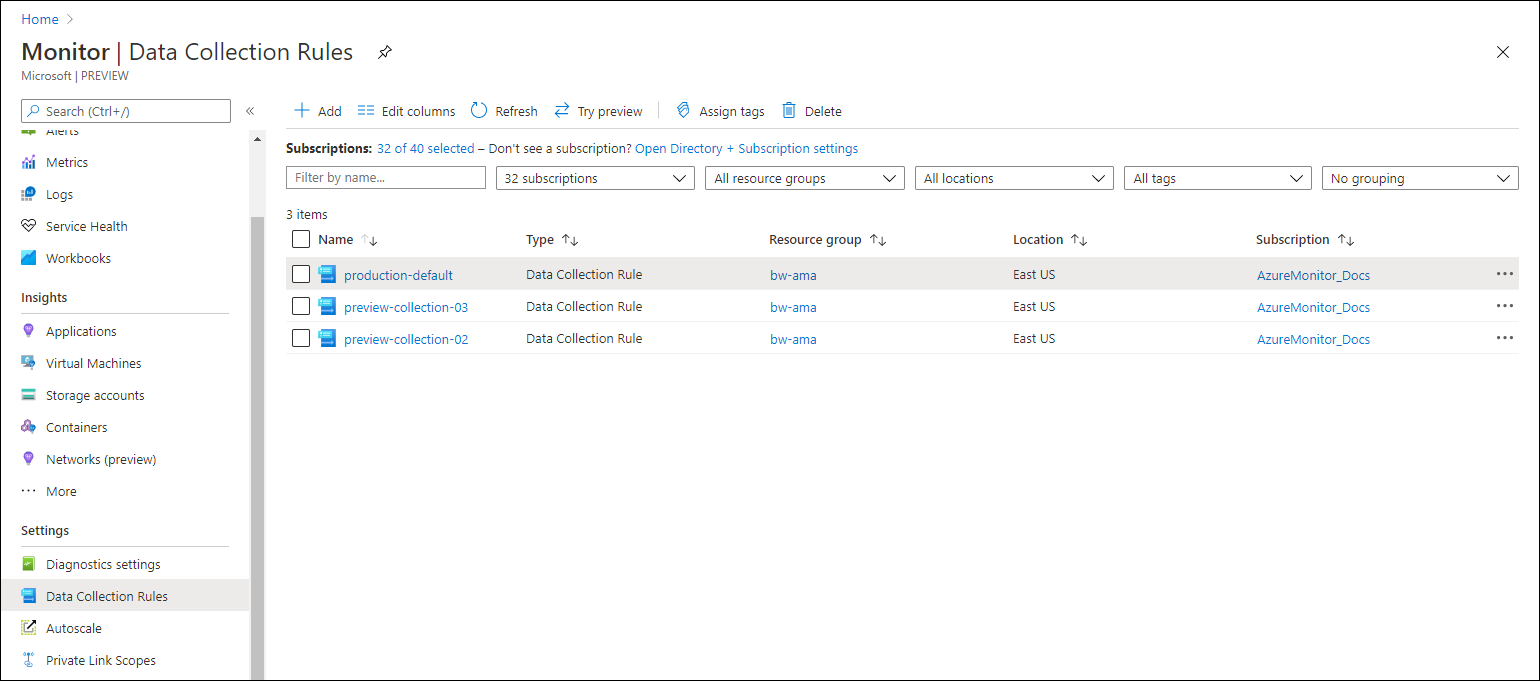 Home
Monitor | Data Collection Rules
Microsoft | PREVIEW
Search (Ctrl+/)
Alerts
Metrics
Logs
Service Health
Workbooks
Insights
Applications
Virtual Machines
Storage accounts
Containers
Networks (preview)
More
Settings
Diagnostics settings
Data Collection Rules
Autoscale
Private Link Scopes
Add Edit columns Refresh Try preview Assign tags Delete
Subscriptions: 32 of 40 selected – Don't see a subscription? Open Directory + Subscription settings
Filter by name... 32 subscriptions All resource groups All locations All tags No grouping
3 items
Name Type Resource group Location Subscription
production-default Data Collection Rule bw-ama East US AzureMonitor_Docs
preview-collection-03 Data Collection Rule bw-ama East US AzureMonitor_Docs
preview-collection-02 Data Collection Rule bw-ama East US AzureMonitor_Docs